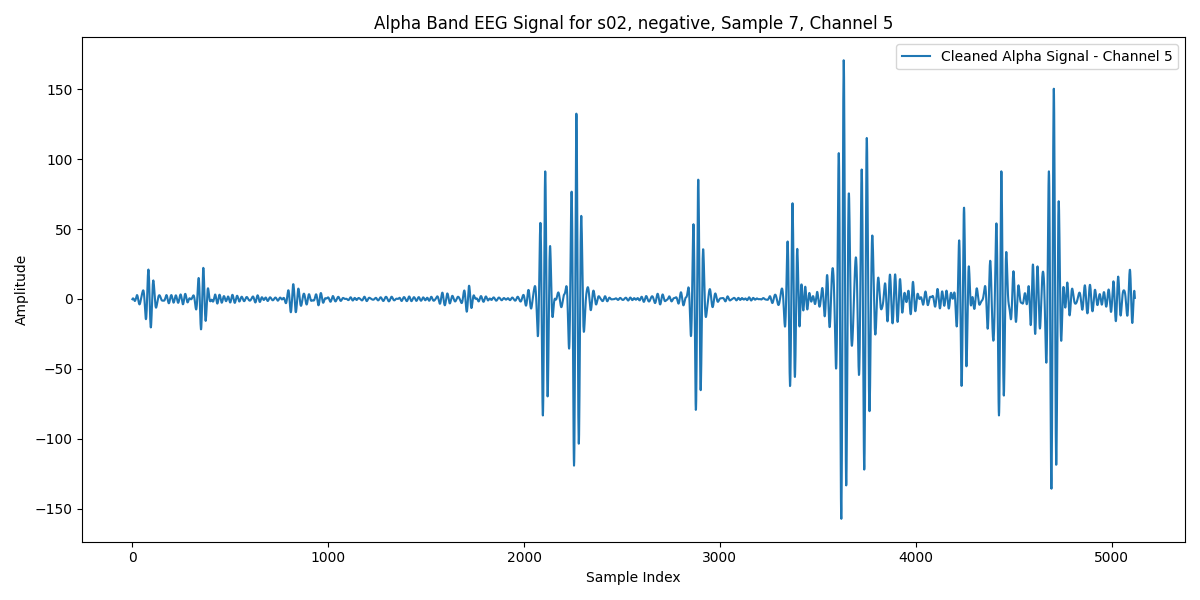 Alpha Band EEG Signal for s02, negative, Sample 7, Channel 5
Cleaned Alpha Signal - Channel 5
Amplitude
150
100
50
0
−50
−100
−150
0 1000 2000 3000 4000 5000
Sample Index